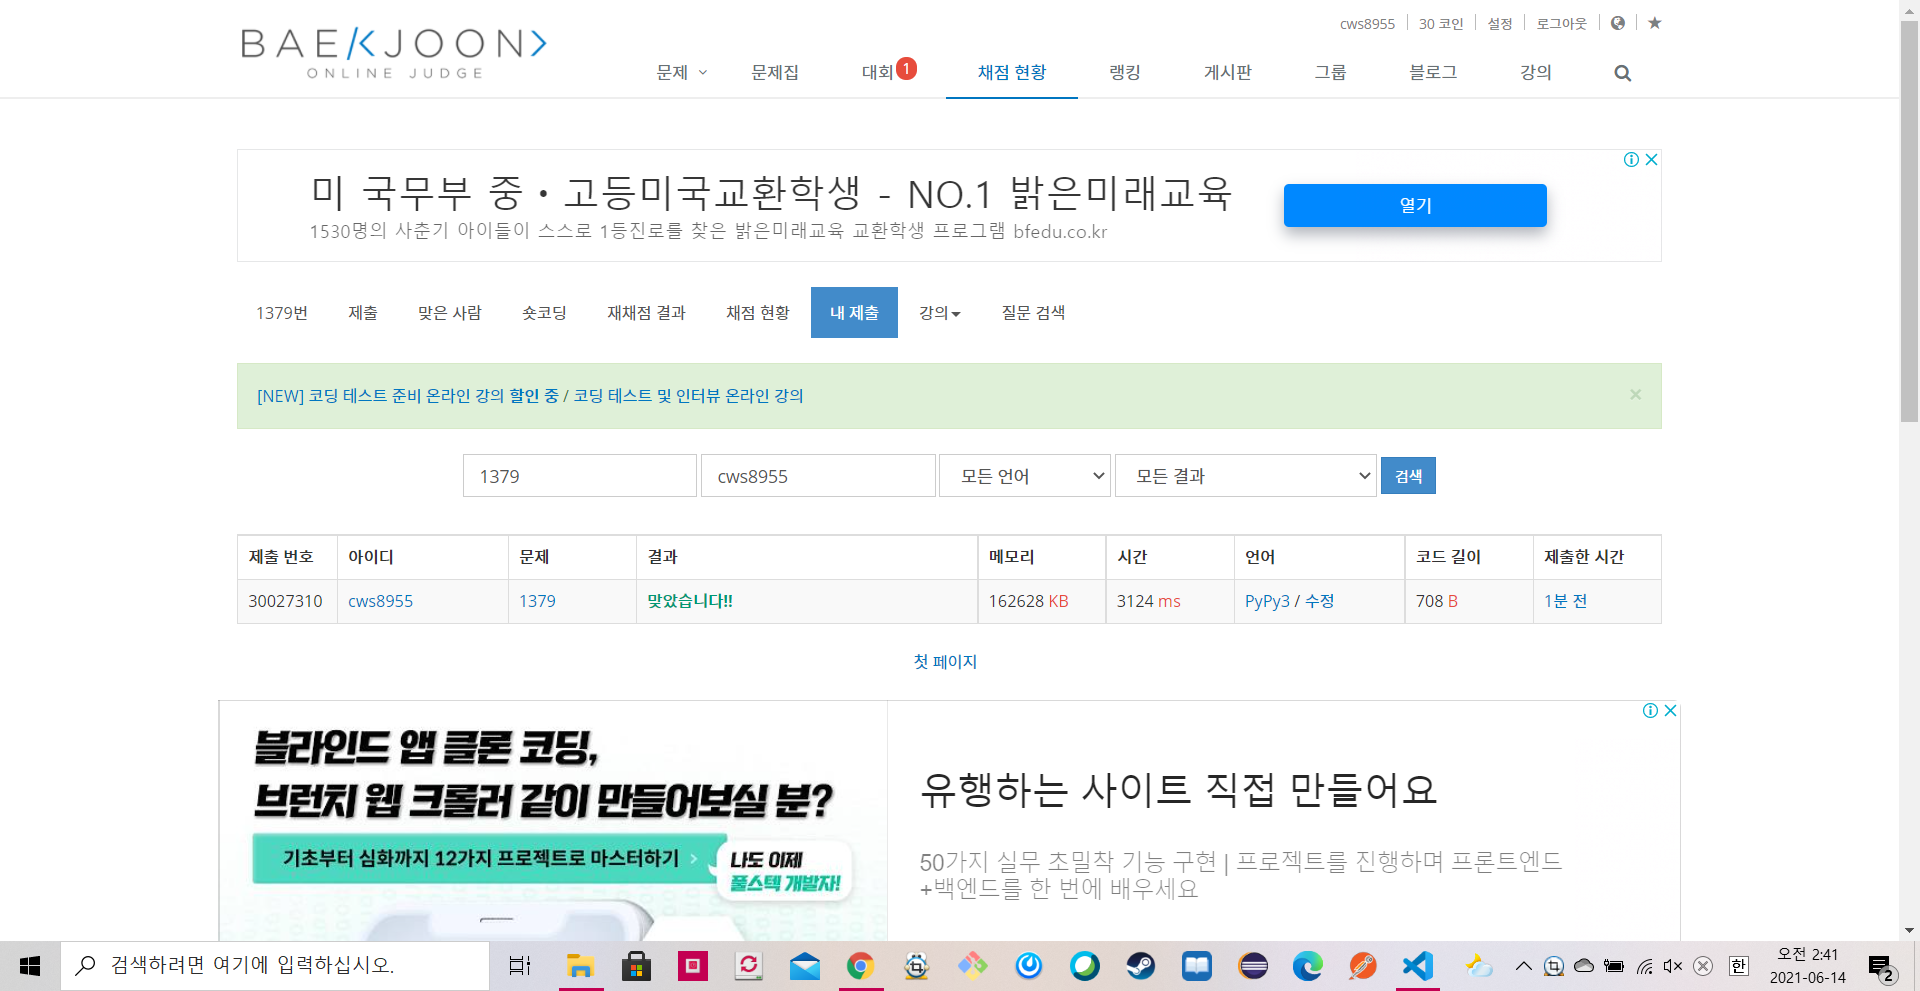 cws8955 30 코인 설정 로그아웃
BAEKJOON>
ONLINE JUDGE
문제 문제집 대회 1 채점 현황 랭킹 게시판 그룹 블로그 강의
미 국무부 중・고등미국교환학생 - NO.1 밝은미래교육
1530명의 사춘기 아이들이 스스로 1등진로를 찾은 밝은미래교육 교환학생 프로그램 bfedu.co.kr
열기
1379번 제출 맞은 사람 숏코딩 재채점 결과 채점 현황 내 제출 강의 질문 검색
[NEW] 코딩 테스트 준비 온라인 강의 할인 중 / 코딩 테스트 및 인터뷰 온라인 강의 ×
1379 cws8955 모든 언어 모든 결과 검색
제출 번호 아이디 문제 결과 메모리 시간 언어 코드 길이 제출한 시간
30027310 cws8955 1379 맞았습니다!! 162628 KB 3124 ms PyPy3 / 수정 708 B 1분 전
첫 페이지
블라인드 앱 클론 코딩,
브런치 웹 크롤러 같이 만들어보실 분?
기초부터 심화까지 12가지 프로젝트로 마스터하기 >
나도 이제
풀스택 개발자!
유행하는 사이트 직접 만들어요
50가지 실무 초밀착 기능 구현 | 프로젝트를 진행하며 프론트엔드
+백엔드를 한 번에 배우세요
검색하려면 여기에 입력하십시오.
한
오전 2:41
2021-06-14
2